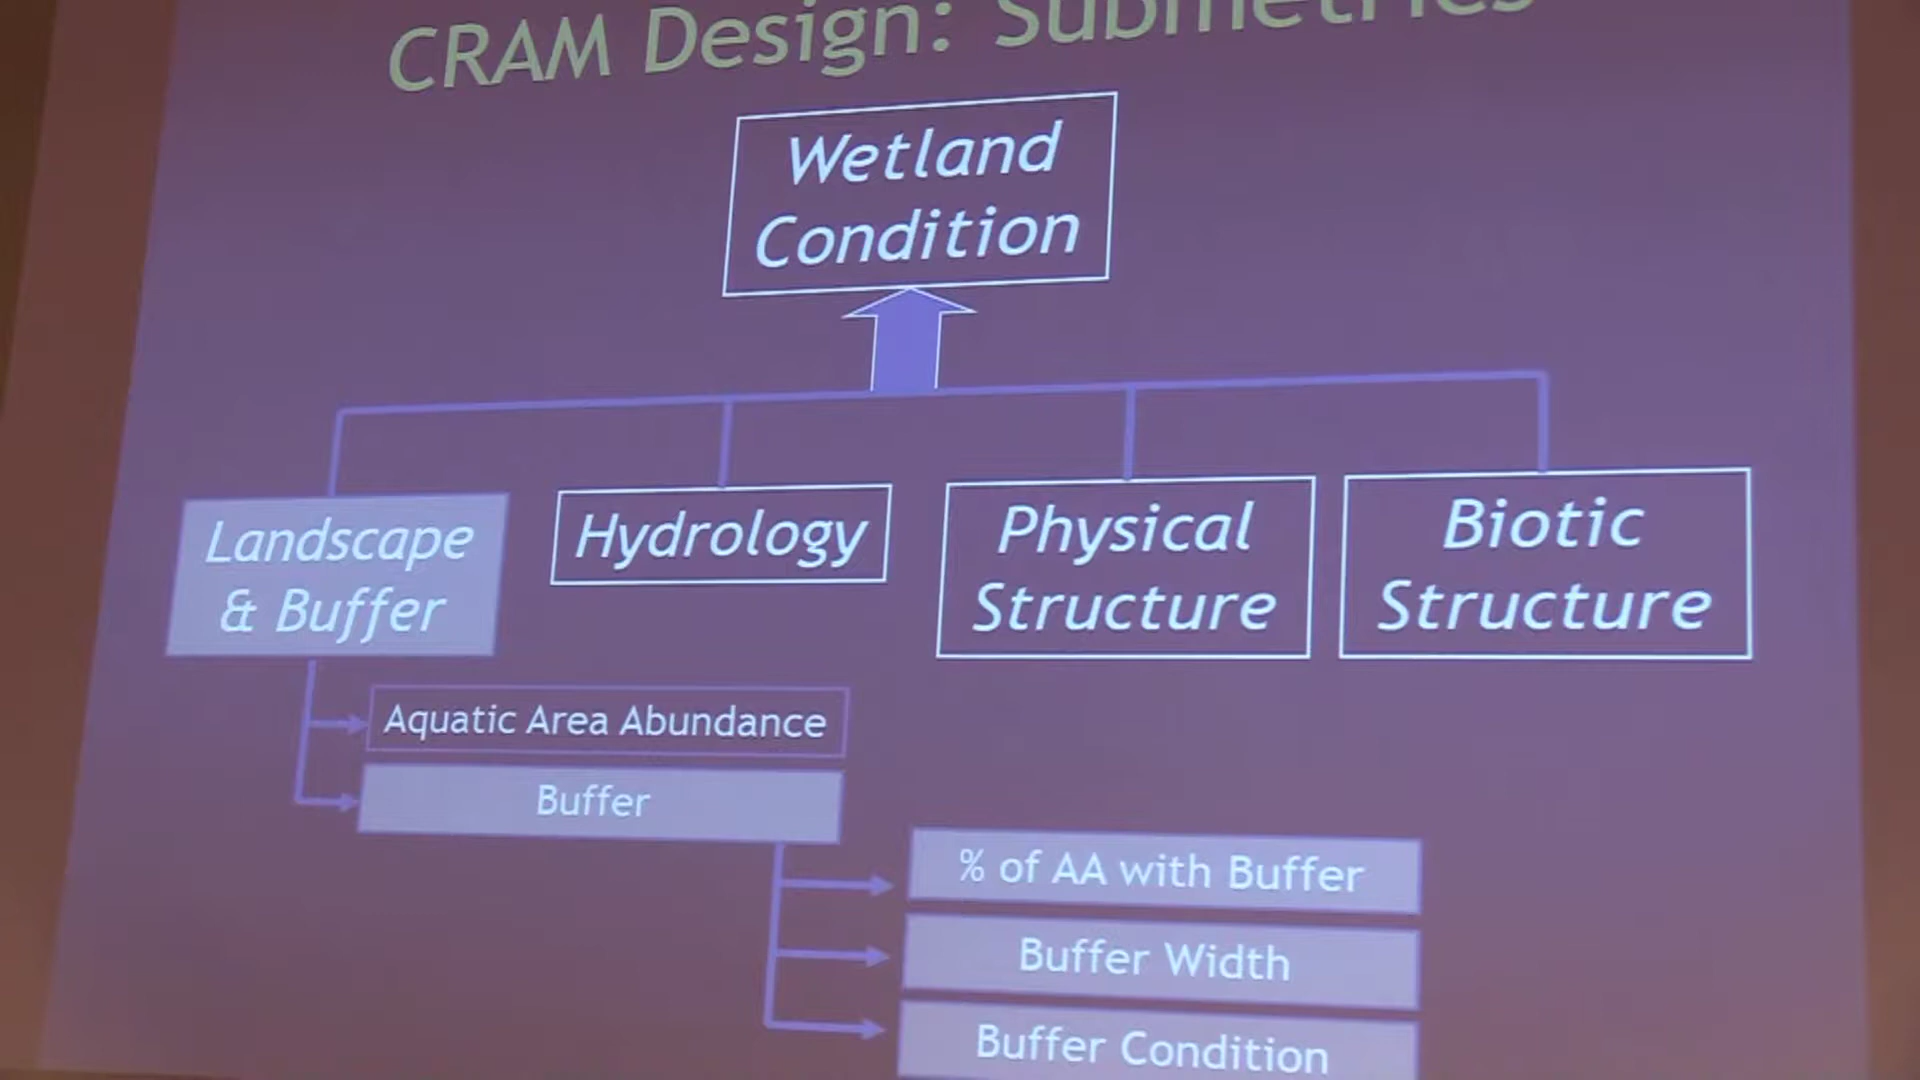 CRAM Design: Submetrics
Wetland
Condition
Landscape
& Buffer
Hydrology
Physical
Structure
Biotic
Structure
Aquatic Area Abundance
Buffer
% of AA with Buffer
Buffer Width
Buffer Condition